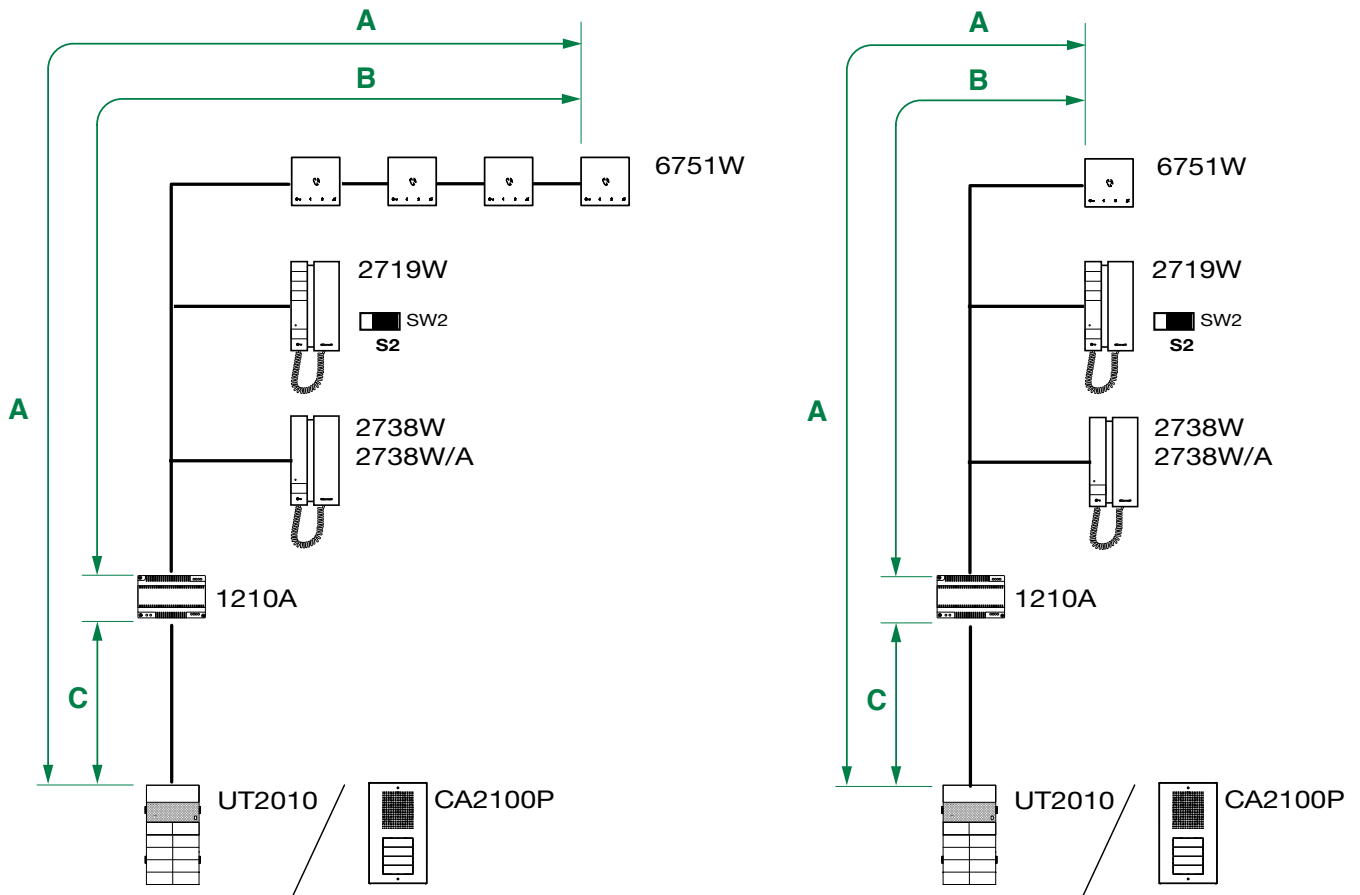 A
B
6751W
2719W
SW2
S2
A
2738W
2738W/A
1210A
C
UT2010
CA2100P
A
B
6751W
2719W
SW2
S2
A
2738W
2738W/A
1210A
C
UT2010
CA2100P